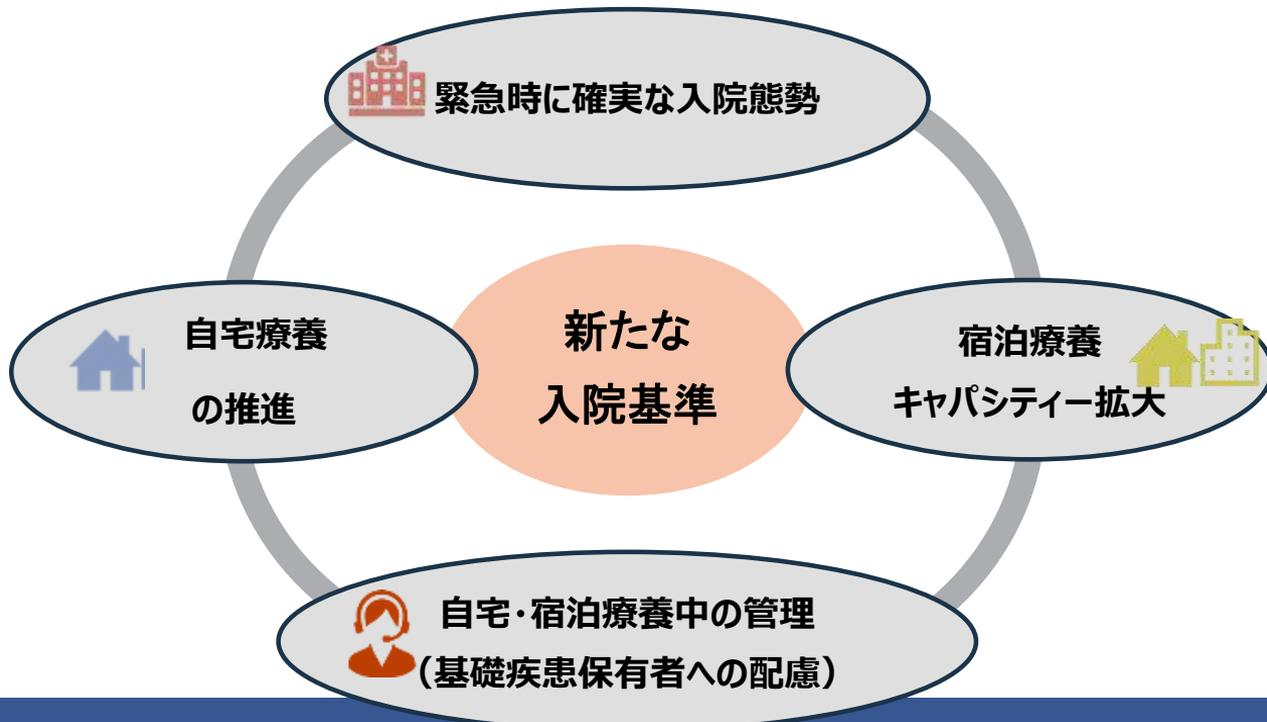 緊急時に確実な入院態勢
自宅療養
の推進
新たな
入院基準
宿泊療養
キャパシティー拡大
自宅・宿泊療養中の管理
（基礎疾患保有者への配慮）